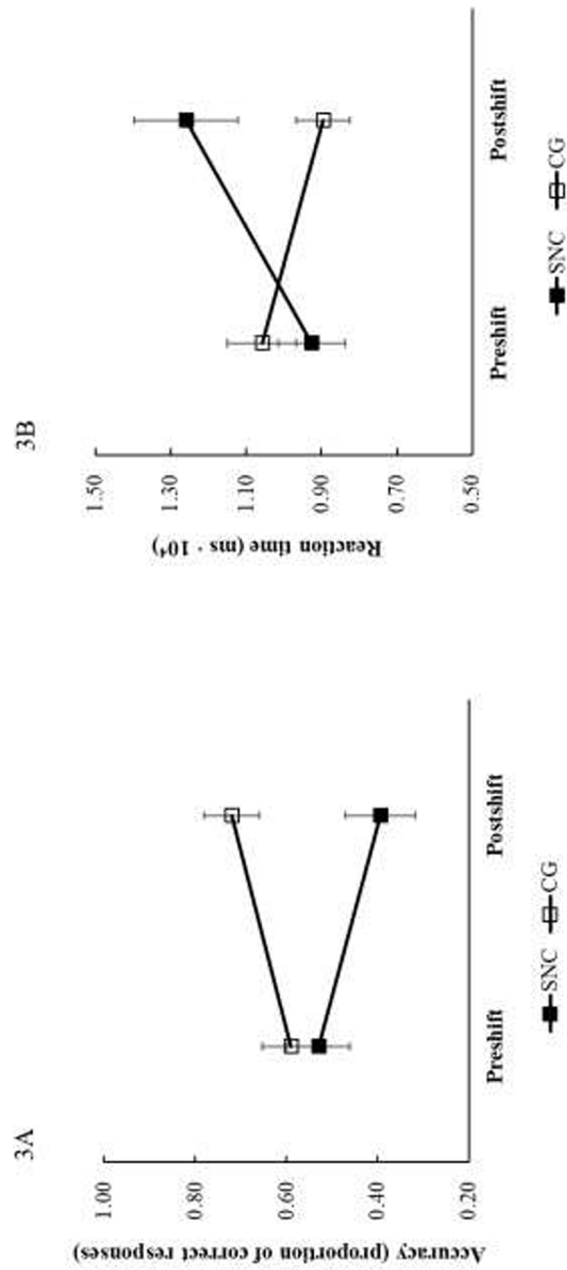 3A
Accuracy (proportion of correct responses)
1.00
0.80
0.60
0.40
0.20
Preshift Postshift
SNC CG
3B
Reaction time (ms · 10⁴)
1.50
1.30
1.10
0.90
0.70
0.50
Preshift Postshift
SNC CG